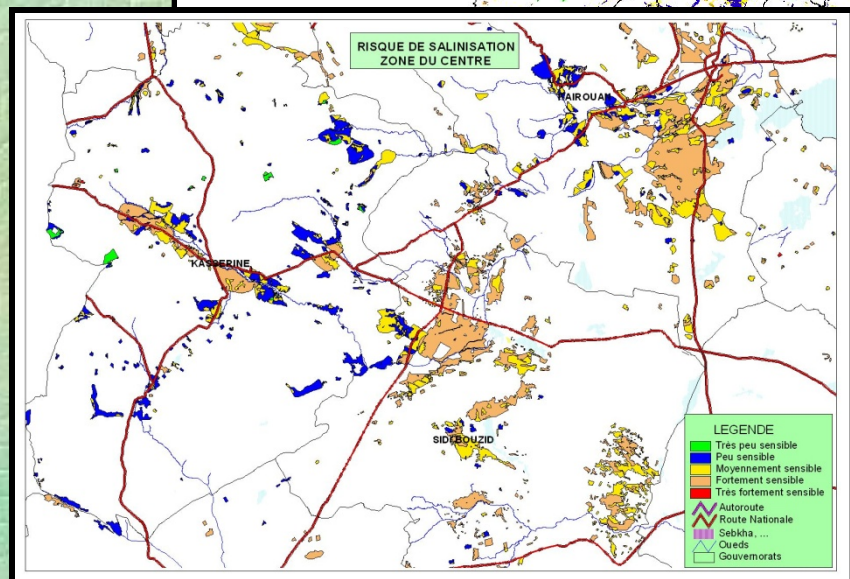 RISQUE DE SALINISATION
ZONE DU CENTRE
KAIROUAN
KASSERINE
SIDI BOUZID
LEGENDE
Très peu sensible
Peu sensible
Moyennement sensible
Fortement sensible
Très fortement sensible
Autoroute
Route Nationale
Sebkha, ...
Oueds
Gouvernorats